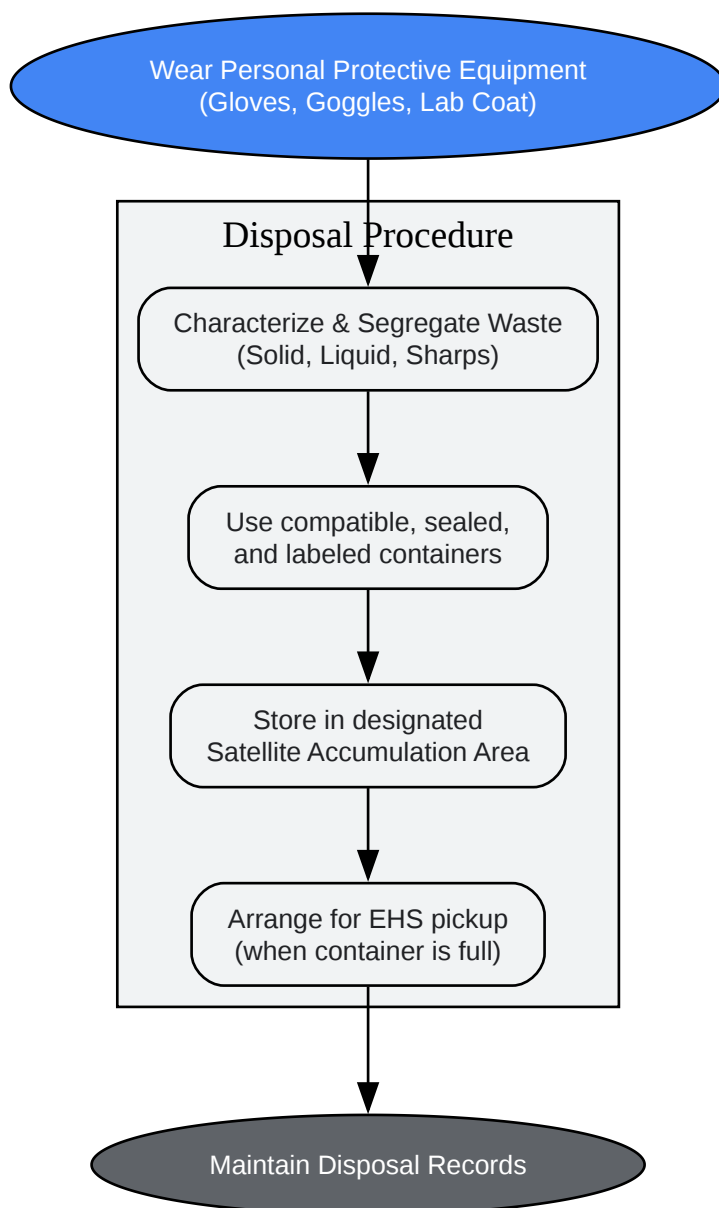 Wear Personal Protective Equipment
(Gloves, Goggles, Lab Coat)
Disposal Procedure
Characterize & Segregate Waste
(Solid, Liquid, Sharps)
Use compatible, sealed,
and labeled containers
Store in designated
Satellite Accumulation Area
Arrange for EHS pickup
(when container is full)
Maintain Disposal Records